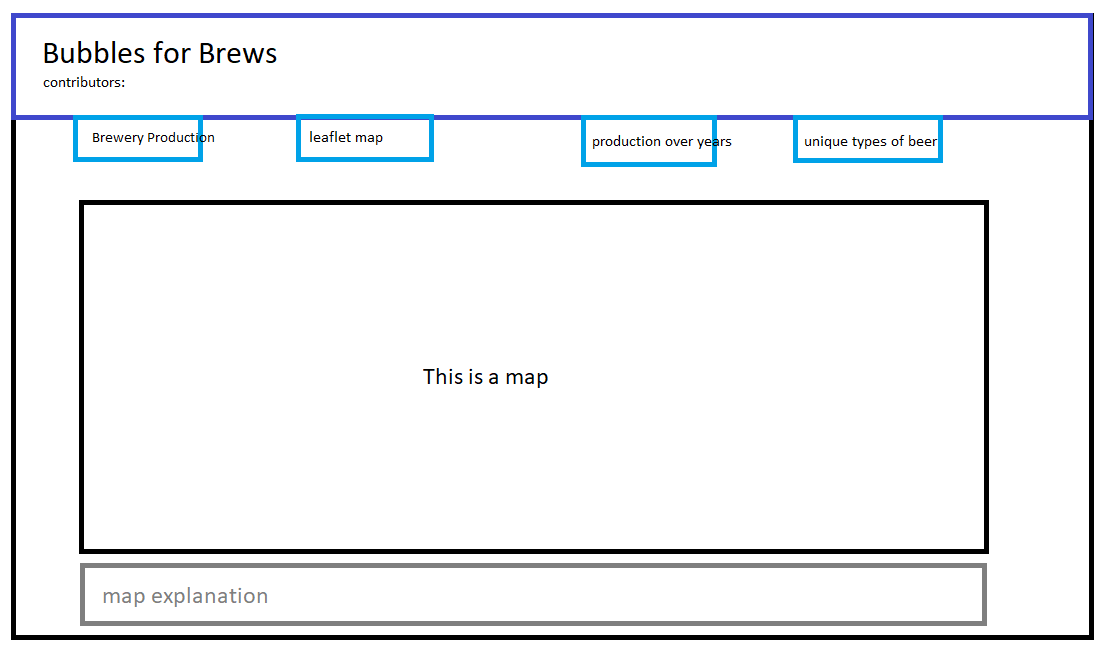 Bubbles for Brews
contributors:
Brewery Production
leaflet map
production over years
unique types of beer
This is a map
map explanation